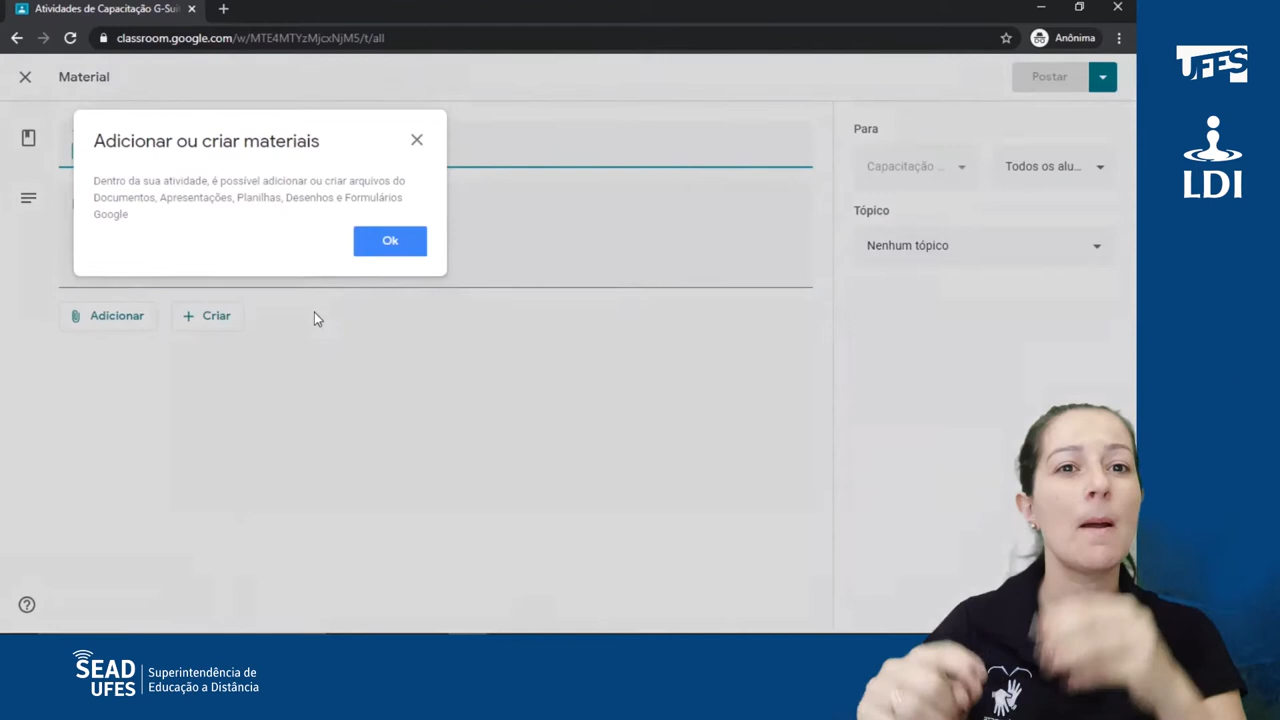 Atividades de Capacitação G-Sui
classroom.google.com/w/MTE4MTYzMjcxNjM5/t/all
Anônima
Material
Postar
Adicionar ou criar materiais
Dentro da sua atividade, é possível adicionar ou criar arquivos do
Documentos, Apresentações, Planilhas, Desenhos e Formulários
Google
Ok
Adicionar
Criar
Para
Capacitação ...
Todos os alu...
Tópico
Nenhum tópico
UFES
LDI
SEAD
UFES
Superintendência de
Educação a Distância